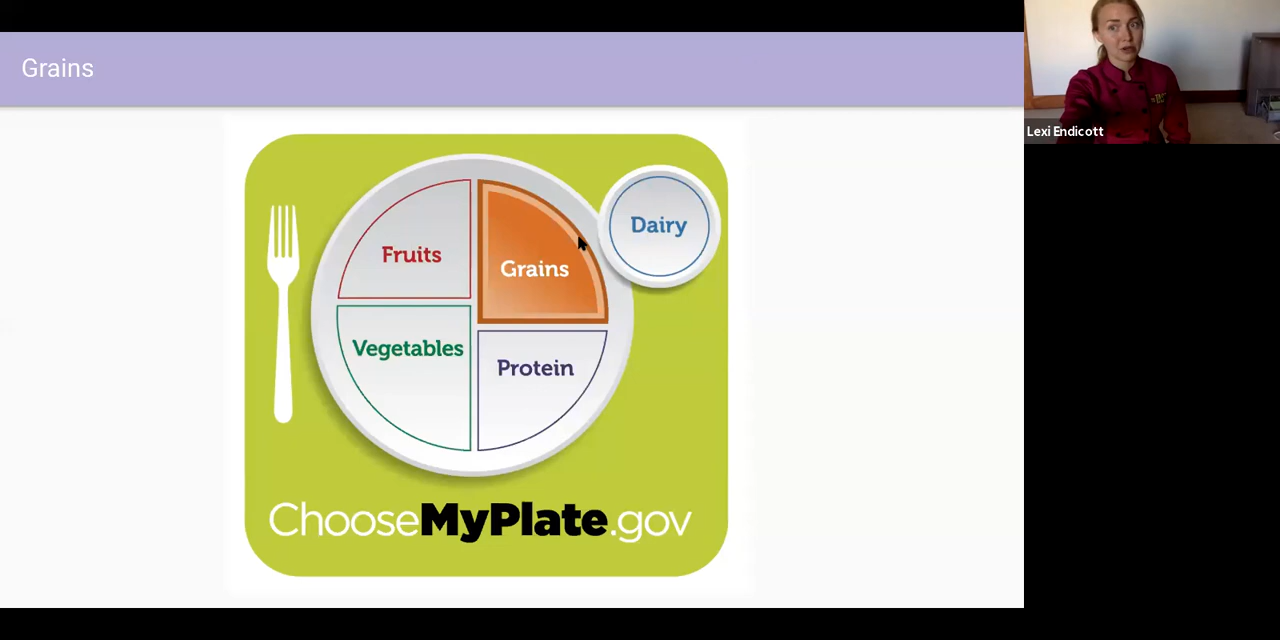 Grains
Lexi Endicott
Fruits
Grains
Dairy
Vegetables
Protein
ChooseMyPlate.gov